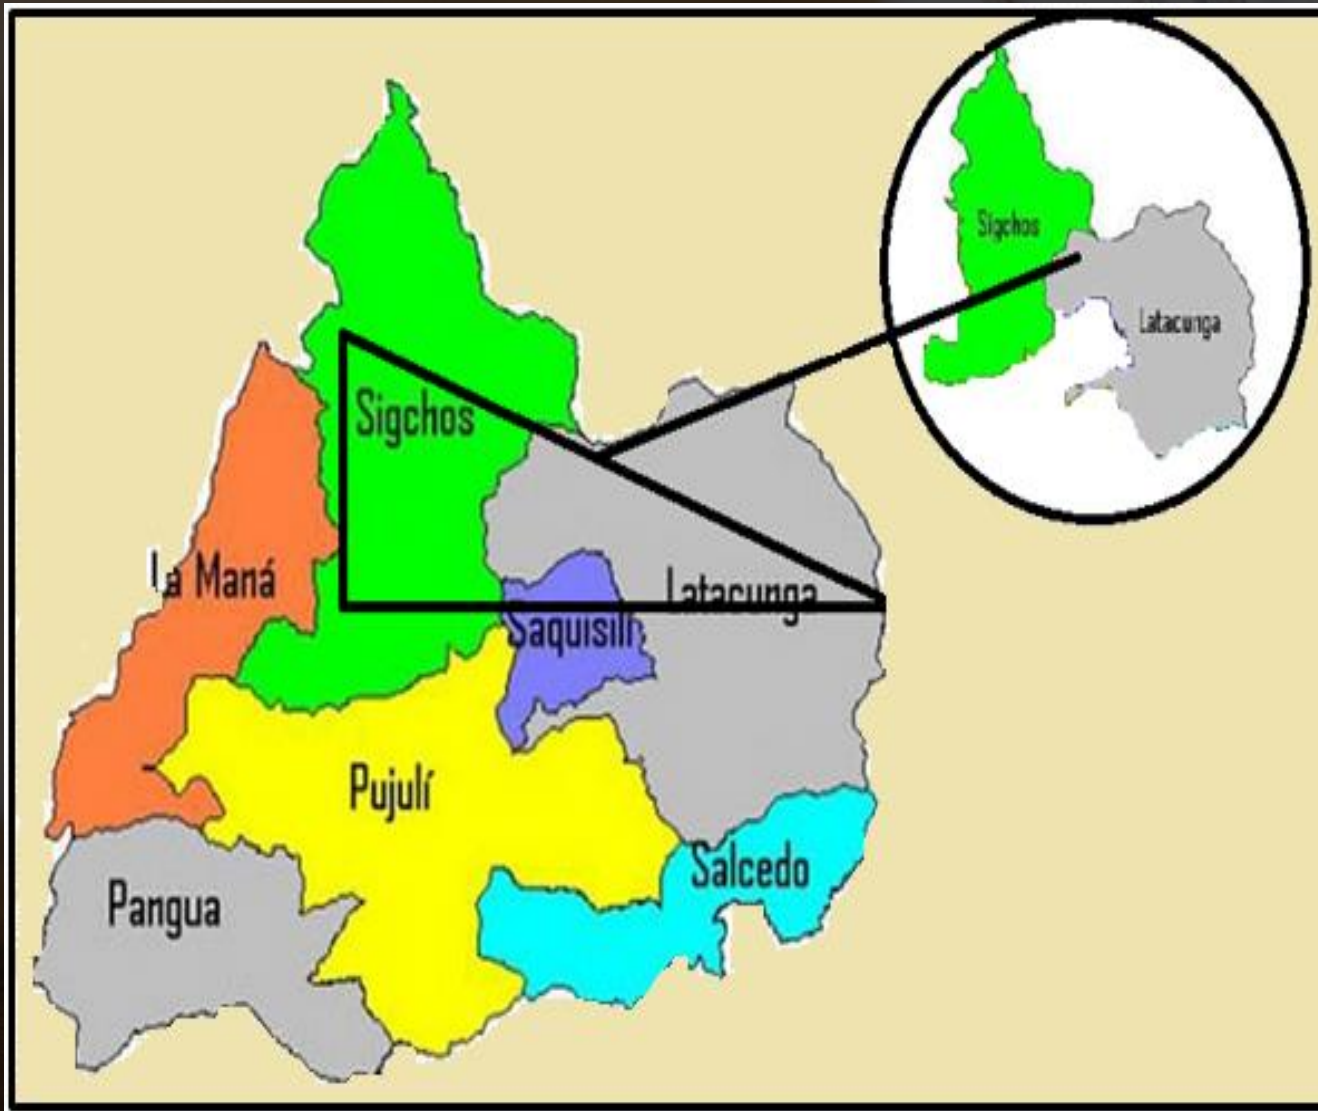 Sigchos
Latacunga
Sigchos
La Maná
Latacunga
Saquisilí
Pujulí
Salcedo
Pangua